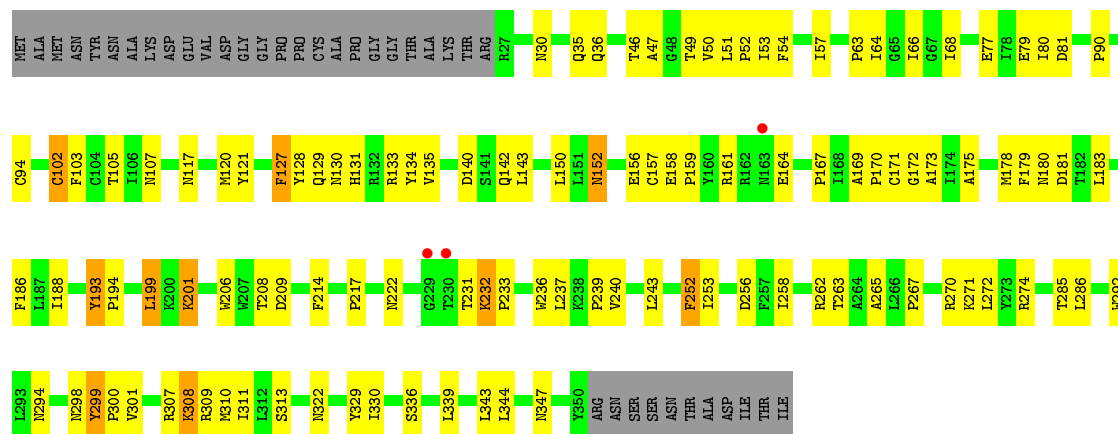 MET ALA MET ASN TYR ASN ALA LYS ASP GLU VAL ASP GLY GLY PRO PRO CYS ALA PRO GLY GLY THR ALA LYS THR ARG R27 N30 Q35 Q36 T46 A47 G48 T49 V50 L51 P52 I53 F54 I57 P63 I64 G65 I66 G67 I68 E77 I78 E79 I80 D81 P90
C94 C102 F103 C104 T105 I106 N107 N117 M120 Y121 F127 Y128 Q129 N130 H131 R132 R133 Y134 V135 D140 S141 Q142 L143 L150 L151 N152 E156 C157 E158 P159 Y160 R161 R162 N163 E164 P167 I168 A169 P170 C171 G172 A173 I174 A175 M178 F179 N180 D181 T182 L183
F186 L187 I188 Y193 P194 L199 K200 K201 W206 W207 T208 D209 F214 P217 N222 G229 T230 T231 K232 P233 W236 L237 K238 P239 V240 L243 F252 I253 D256 F257 I258 R262 T263 A264 A265 L266 P267 R270 K271 L272 Y273 R274 T285 L286 W292
L293 N294 N298 Y299 P300 V301 R307 K308 R309 M310 I311 L312 S313 N322 Y329 I330 S336 L339 L343 L344 N347 Y350 ARG ASN SER SER ASN THR ALA ASP ILE THR ILE